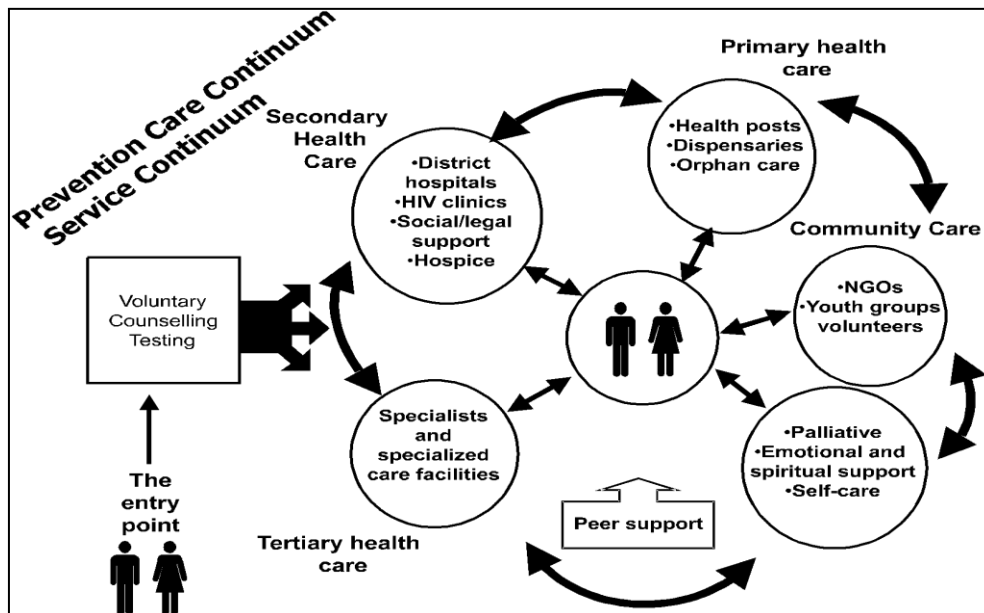 Prevention Care Continuum
Service Continuum
Primary health
care
Secondary
Health
Care
•District
hospitals
•HIV clinics
•Social/legal
support
•Hospice
•Health posts
•Dispensaries
•Orphan care
Community Care
•NGOs
•Youth groups
volunteers
Voluntary
Counselling
Testing
Specialists
and
specialized
care facilities
•Palliative
•Emotional and
spiritual support
•Self-care
The
entry
point
Peer support
Tertiary health
care